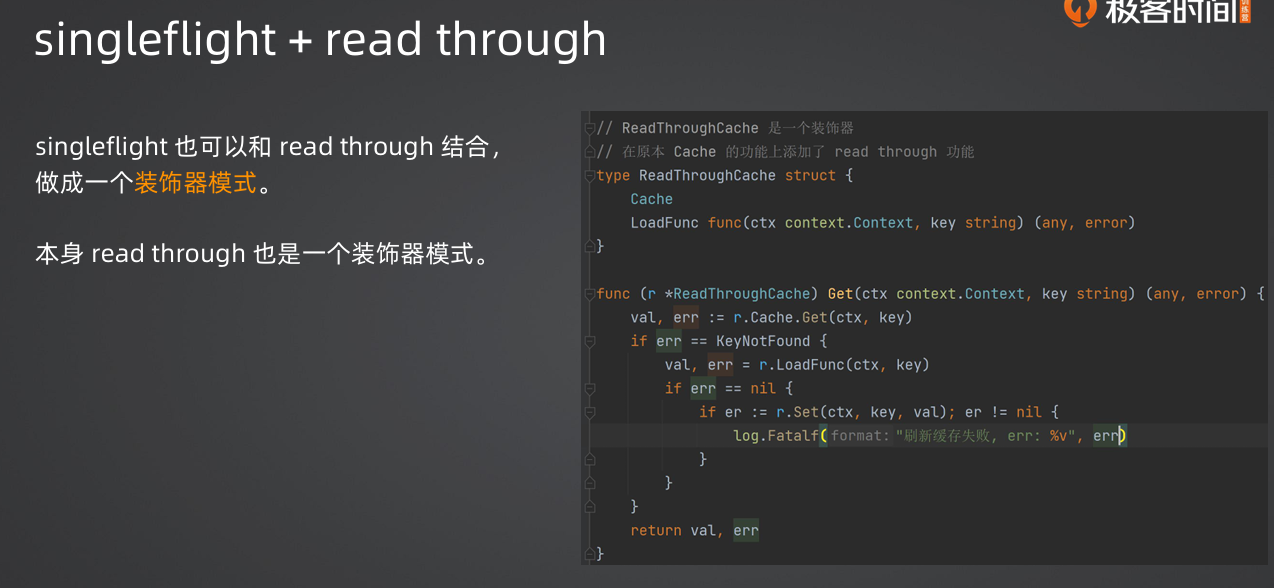 极客时间
训练营
singleflight + read through
singleflight 也可以和 read through 结合，
做成一个装饰器模式。
本身 read through 也是一个装饰器模式。
// ReadThroughCache 是一个装饰器
// 在原本 Cache 的功能上添加了 read through 功能
type ReadThroughCache struct {
    Cache
    LoadFunc func(ctx context.Context, key string) (any, error)
}
func (r *ReadThroughCache) Get(ctx context.Context, key string) (any, error) {
    val, err := r.Cache.Get(ctx, key)
    if err == KeyNotFound {
        val, err = r.LoadFunc(ctx, key)
        if err == nil {
            if er := r.Set(ctx, key, val); er != nil {
                log.Fatalf(format: "刷新缓存失败, err: %v", err)
            }
        }
    }
    return val, err
}